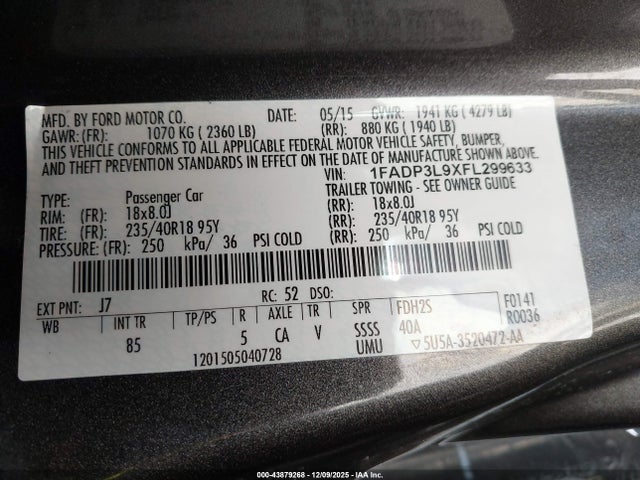 MFD. BY FORD MOTOR CO. DATE: 05/15 GVWR: 1941 KG ( 4279 LB)
GAWR: (FR) 1070 KG ( 2360 LB) (RR) 880 KG ( 1940 LB)
THIS VEHICLE CONFORMS TO ALL APPLICABLE FEDERAL MOTOR VEHICLE SAFETY, BUMPER,
AND THEFT PREVENTION STANDARDS IN EFFECT ON THE DATE OF MANUFACTURE SHOWN ABOVE.
VIN: 1FADP3L9XFL299633
TYPE: Passenger Car TRAILER TOWING - SEE OWNER GUIDE
RIM: (FR) 18x8.0J (RR) 18x8.0J
TIRE: (FR) 235/40R18 95Y (RR) 235/40R18 95Y
PRESSURE: (FR) 250 kPa/ 36 PSI COLD (RR) 250 kPa/ 36 PSI COLD
EXT PNT: J7 RC: 52 DSO: FDH2S F0141
WB INT TR TP/PS R AXLE TR SPR 40A R0036
85 5 CA V SSSS
1201505040728 UMU ▽5U5A-3520472-AA
000-43879268 - 12/09/2025 - IAA Inc.